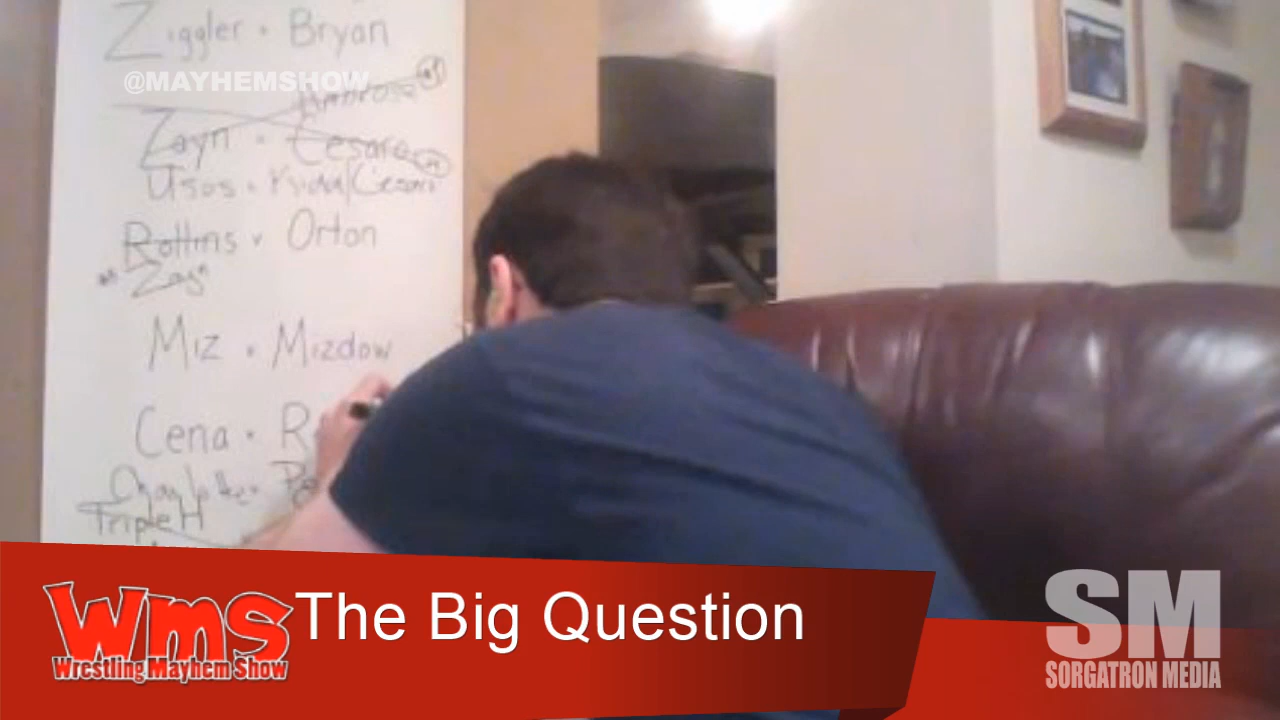 Ziggler • Bryan
@MAYHEMSHOW
Ambrose
Zayn • Cesaro
Usos • Kidd/Cesaro
Rollins v Orton
Zayn
Miz • Mizdow
Cena • R
Charlotte •
Triple H
Wms The Big Question
Wrestling Mayhem Show
SM
SORGATRON MEDIA